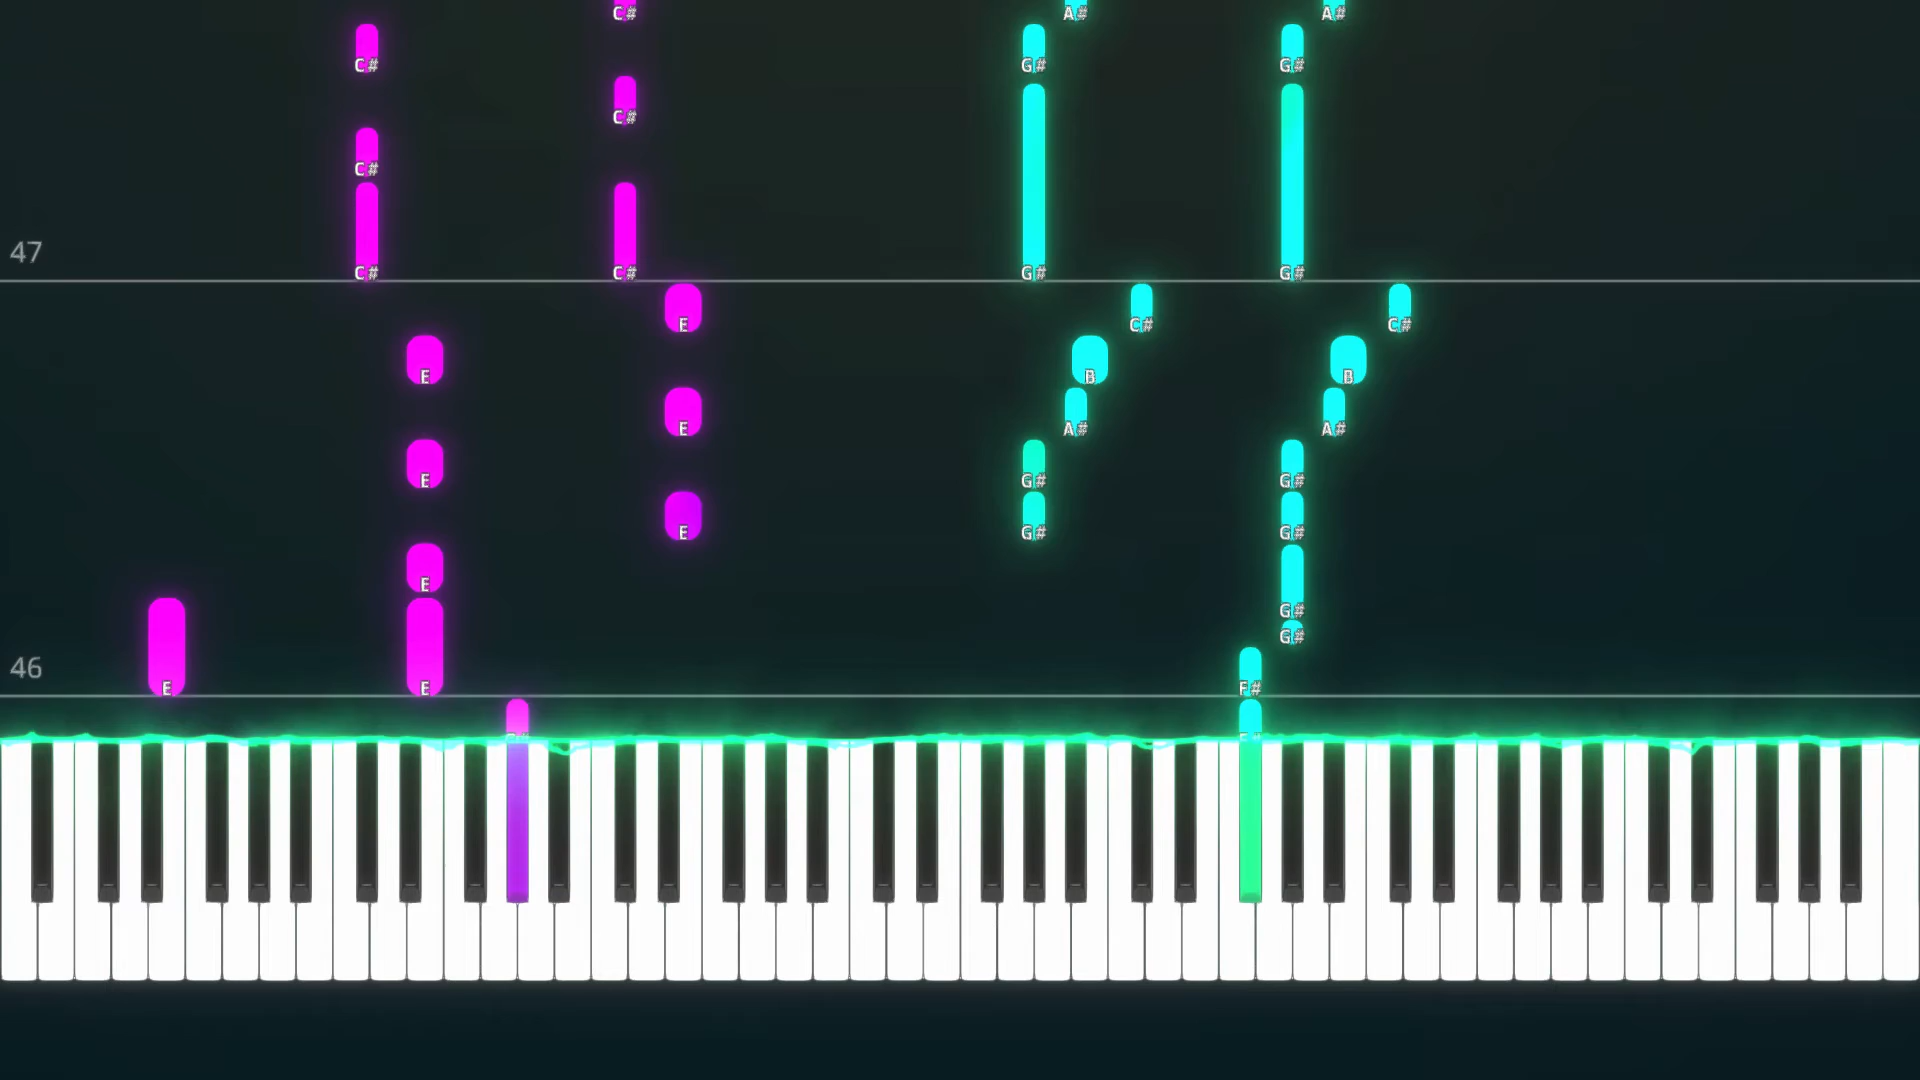 C# A# A#
C# G# G#
C#
C#
47
C# C# G# G#
E C# C#
E B B
E A# A#
E G# G#
E G# G#
E
G#
G#
46
E E F#